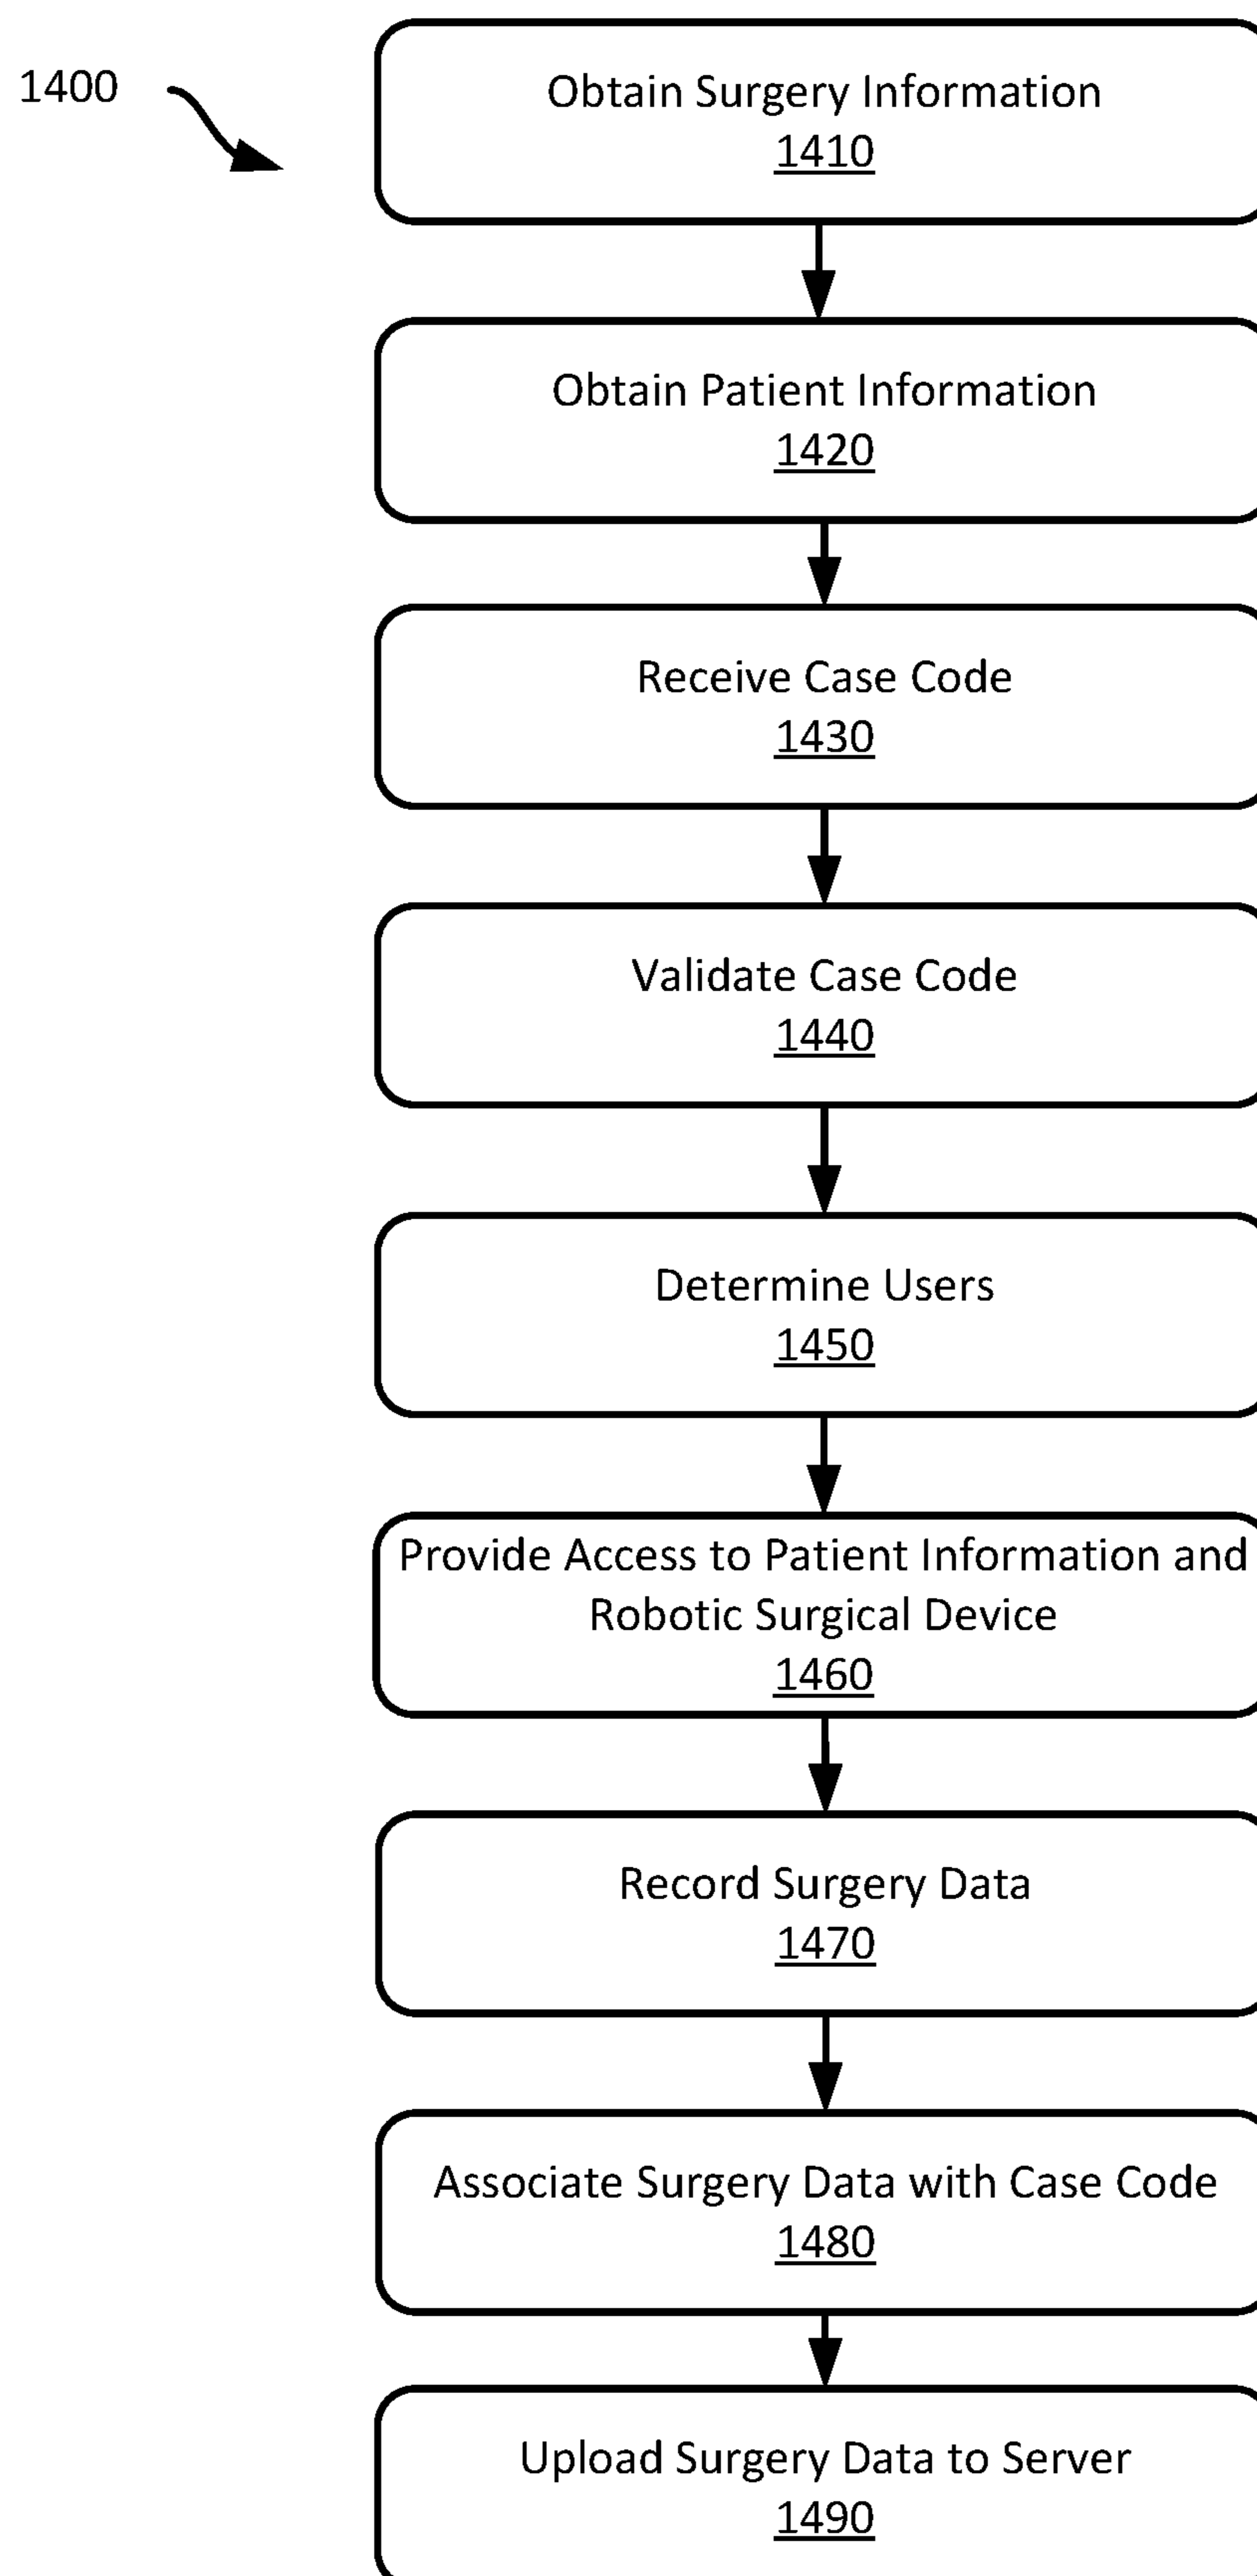 1400
Obtain Surgery Information
1410
Obtain Patient Information
1420
Receive Case Code
1430
Validate Case Code
1440
Determine Users
1450
Provide Access to Patient Information and
Robotic Surgical Device
1460
Record Surgery Data
1470
Associate Surgery Data with Case Code
1480
Upload Surgery Data to Server
1490